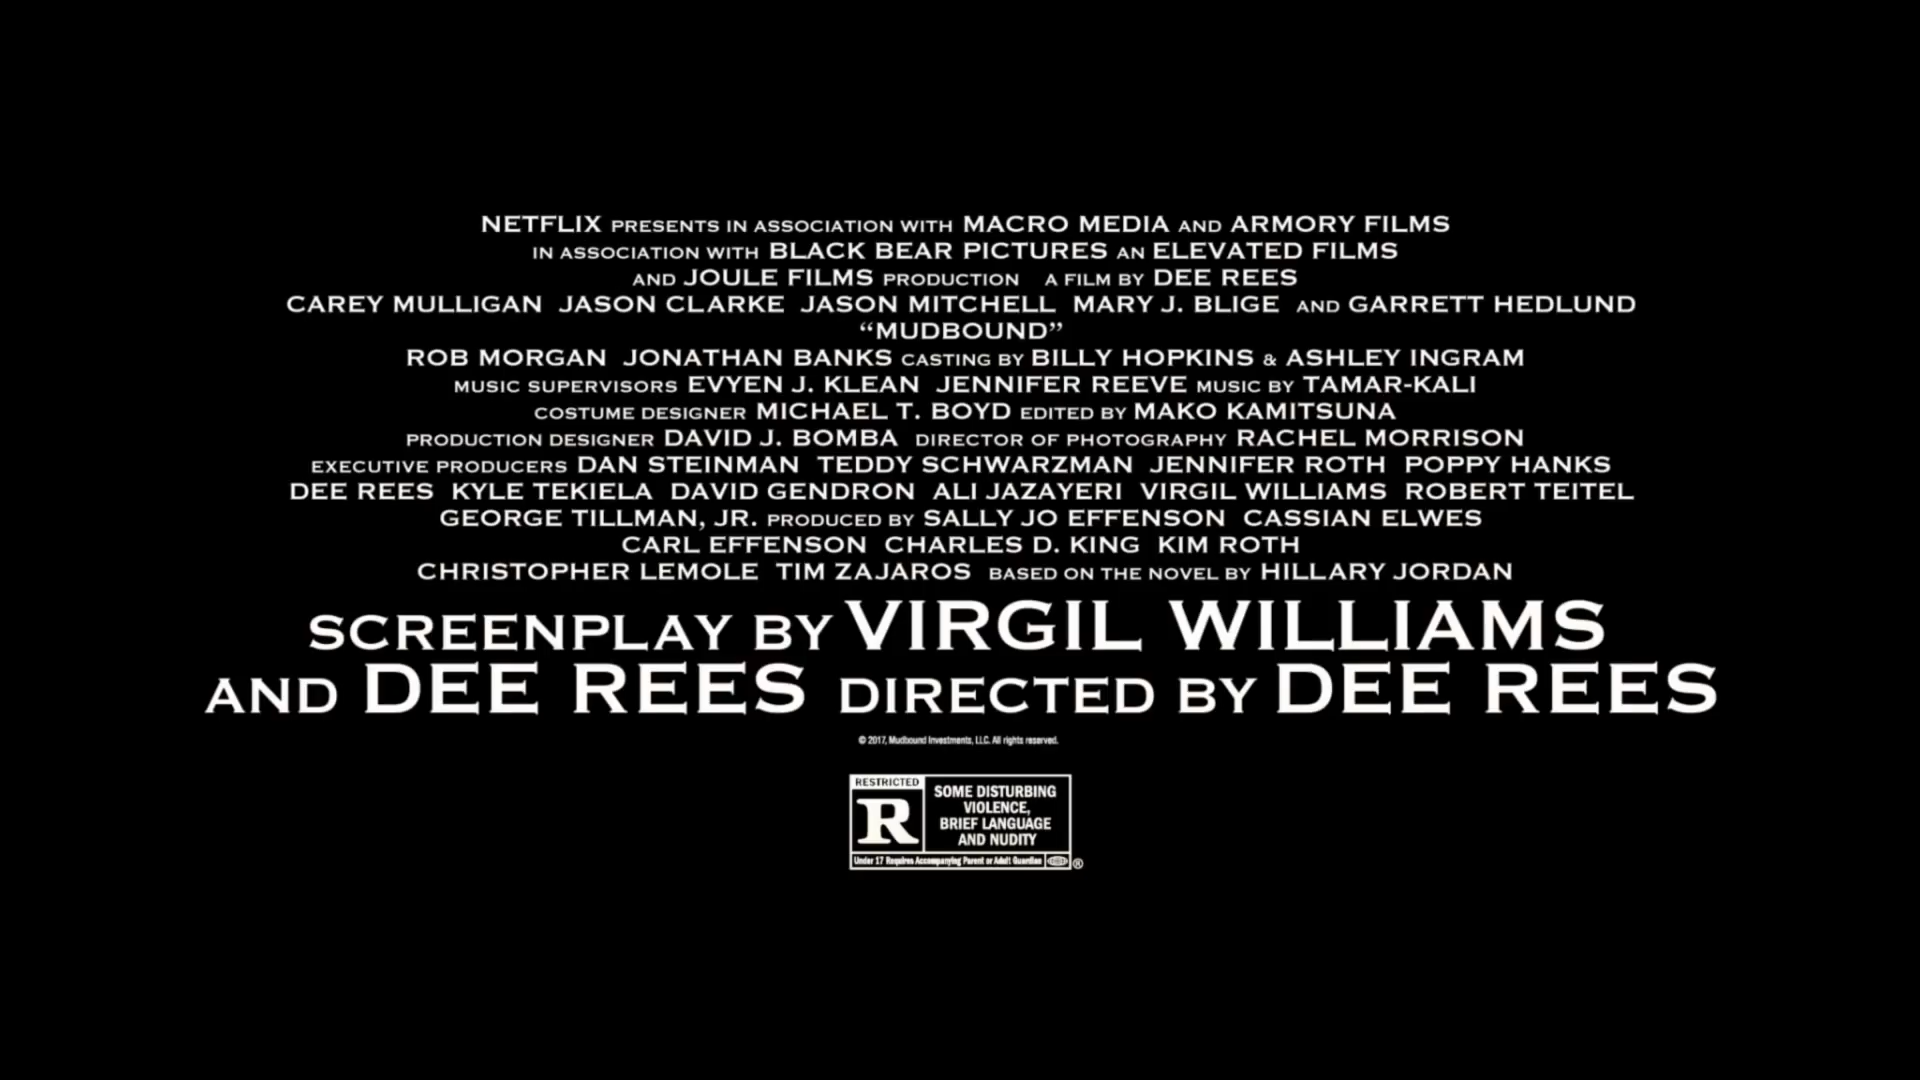 NETFLIX PRESENTS IN ASSOCIATION WITH MACRO MEDIA AND ARMORY FILMS
IN ASSOCIATION WITH BLACK BEAR PICTURES AN ELEVATED FILMS
AND JOULE FILMS PRODUCTION A FILM BY DEE REES
CAREY MULLIGAN JASON CLARKE JASON MITCHELL MARY J. BLIGE AND GARRETT HEDLUND
“MUDBOUND”
ROB MORGAN JONATHAN BANKS CASTING BY BILLY HOPKINS & ASHLEY INGRAM
MUSIC SUPERVISORS EVYEN J. KLEAN JENNIFER REEVE MUSIC BY TAMAR-KALI
COSTUME DESIGNER MICHAEL T. BOYD EDITED BY MAKO KAMITSUNA
PRODUCTION DESIGNER DAVID J. BOMBA DIRECTOR OF PHOTOGRAPHY RACHEL MORRISON
EXECUTIVE PRODUCERS DAN STEINMAN TEDDY SCHWARZMAN JENNIFER ROTH POPPY HANKS
DEE REES KYLE TEKIELA DAVID GENDRON ALI JAZAYERI VIRGIL WILLIAMS ROBERT TEITEL
GEORGE TILLMAN, JR. PRODUCED BY SALLY JO EFFENSON CASSIAN ELWES
CARL EFFENSON CHARLES D. KING KIM ROTH
CHRISTOPHER LEMOLE TIM ZAJAROS BASED ON THE NOVEL BY HILLARY JORDAN
SCREENPLAY BY VIRGIL WILLIAMS
AND DEE REES DIRECTED BY DEE REES
© 2017, Mudbound Investments, LLC. All rights reserved.
RESTRICTED
R
SOME DISTURBING
VIOLENCE,
BRIEF LANGUAGE
AND NUDITY
Under 17 Requires Accompanying Parent or Adult Guardian
®